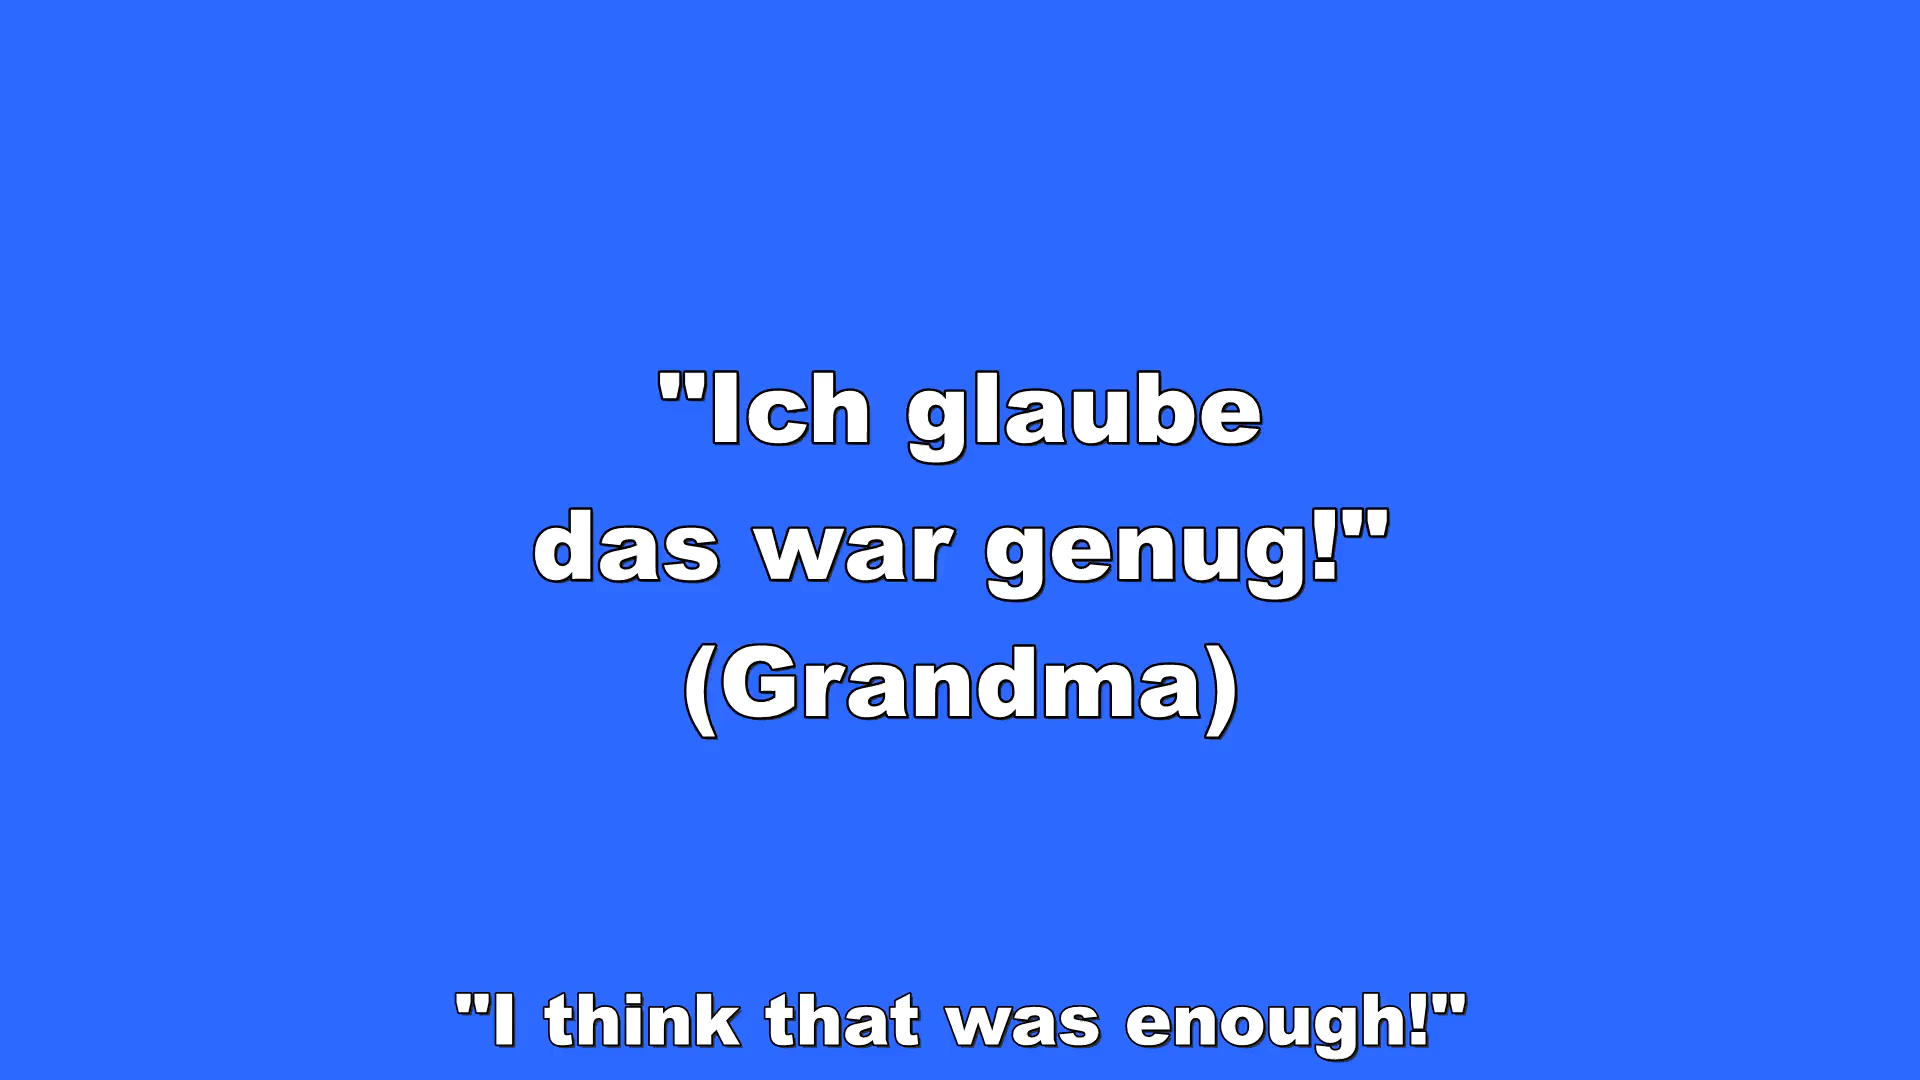 "Ich glaube
das war genug!"
(Grandma)
"I think that was enough!"